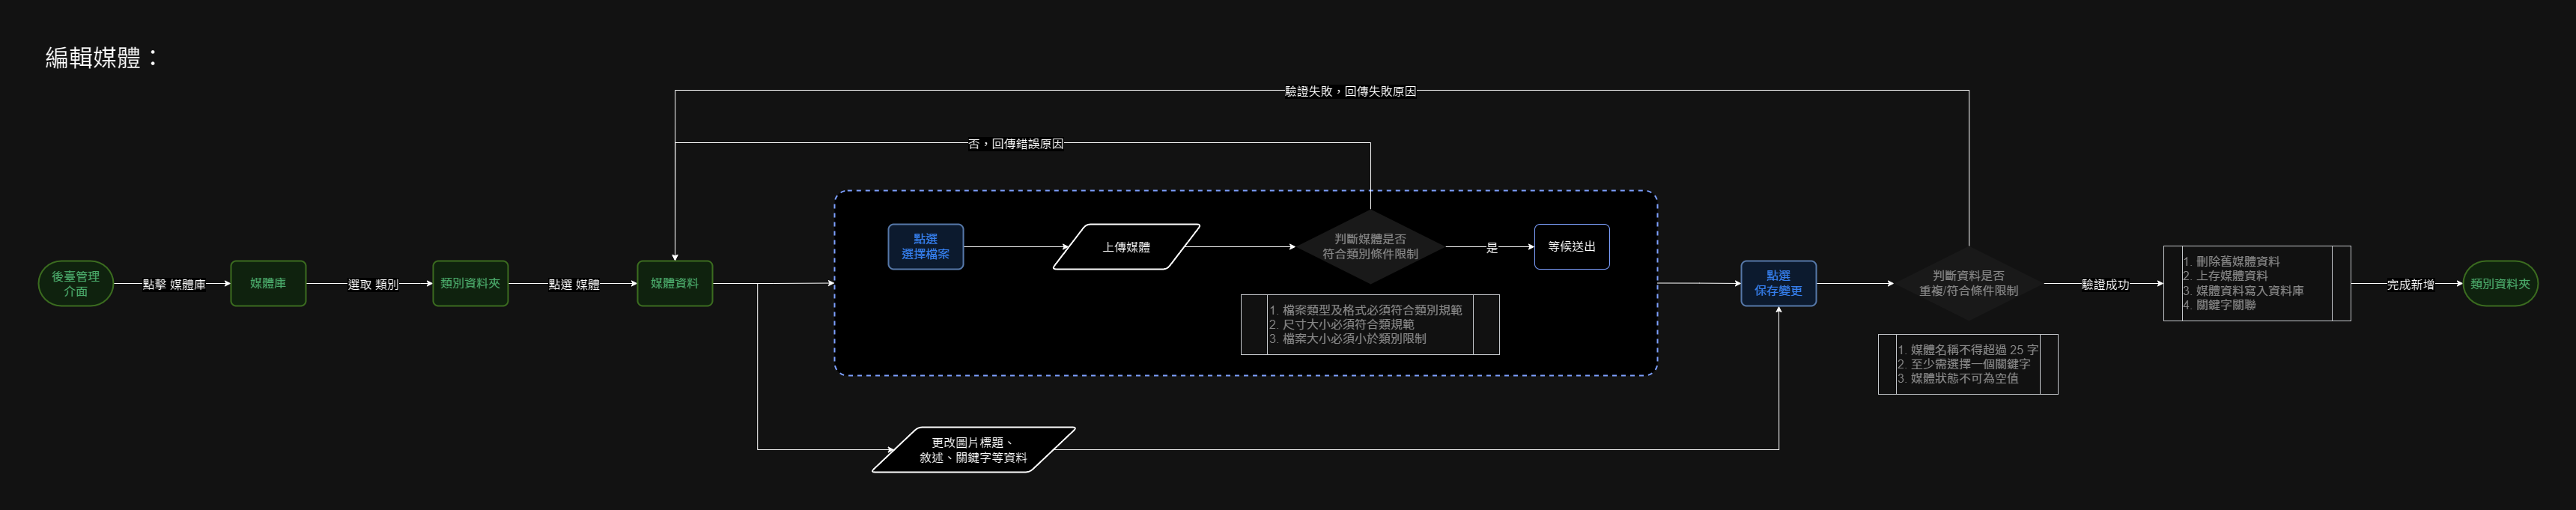 編輯媒體：
驗證失敗，回傳失敗原因
否，回傳錯誤原因
後臺管理
介面
點擊 媒體庫
媒體庫
選取 類別
類別資料夾
點選 媒體
媒體資料
點選
選擇檔案
上傳媒體
判斷媒體是否
符合類別條件限制
是
等候送出
1. 檔案類型及格式必須符合類別規範
2. 尺寸大小必須符合類規範
3. 檔案大小必須小於類別限制
更改圖片標題、
敘述、關鍵字等資料
點選
保存變更
判斷資料是否
重複/符合條件限制
1. 媒體名稱不得超過 25 字
2. 至少需選擇一個關鍵字
3. 媒體狀態不可為空值
驗證成功
1. 刪除舊媒體資料
2. 上存媒體資料
3. 媒體資料寫入資料庫
4. 關鍵字關聯
完成新增
類別資料夾